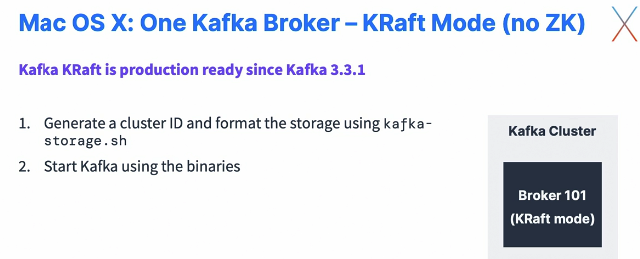 Mac OS X: One Kafka Broker – KRaft Mode (no ZK)
Kafka KRaft is production ready since Kafka 3.3.1
1. Generate a cluster ID and format the storage using kafka-
storage.sh
2. Start Kafka using the binaries
Kafka Cluster
Broker 101
(KRaft mode)